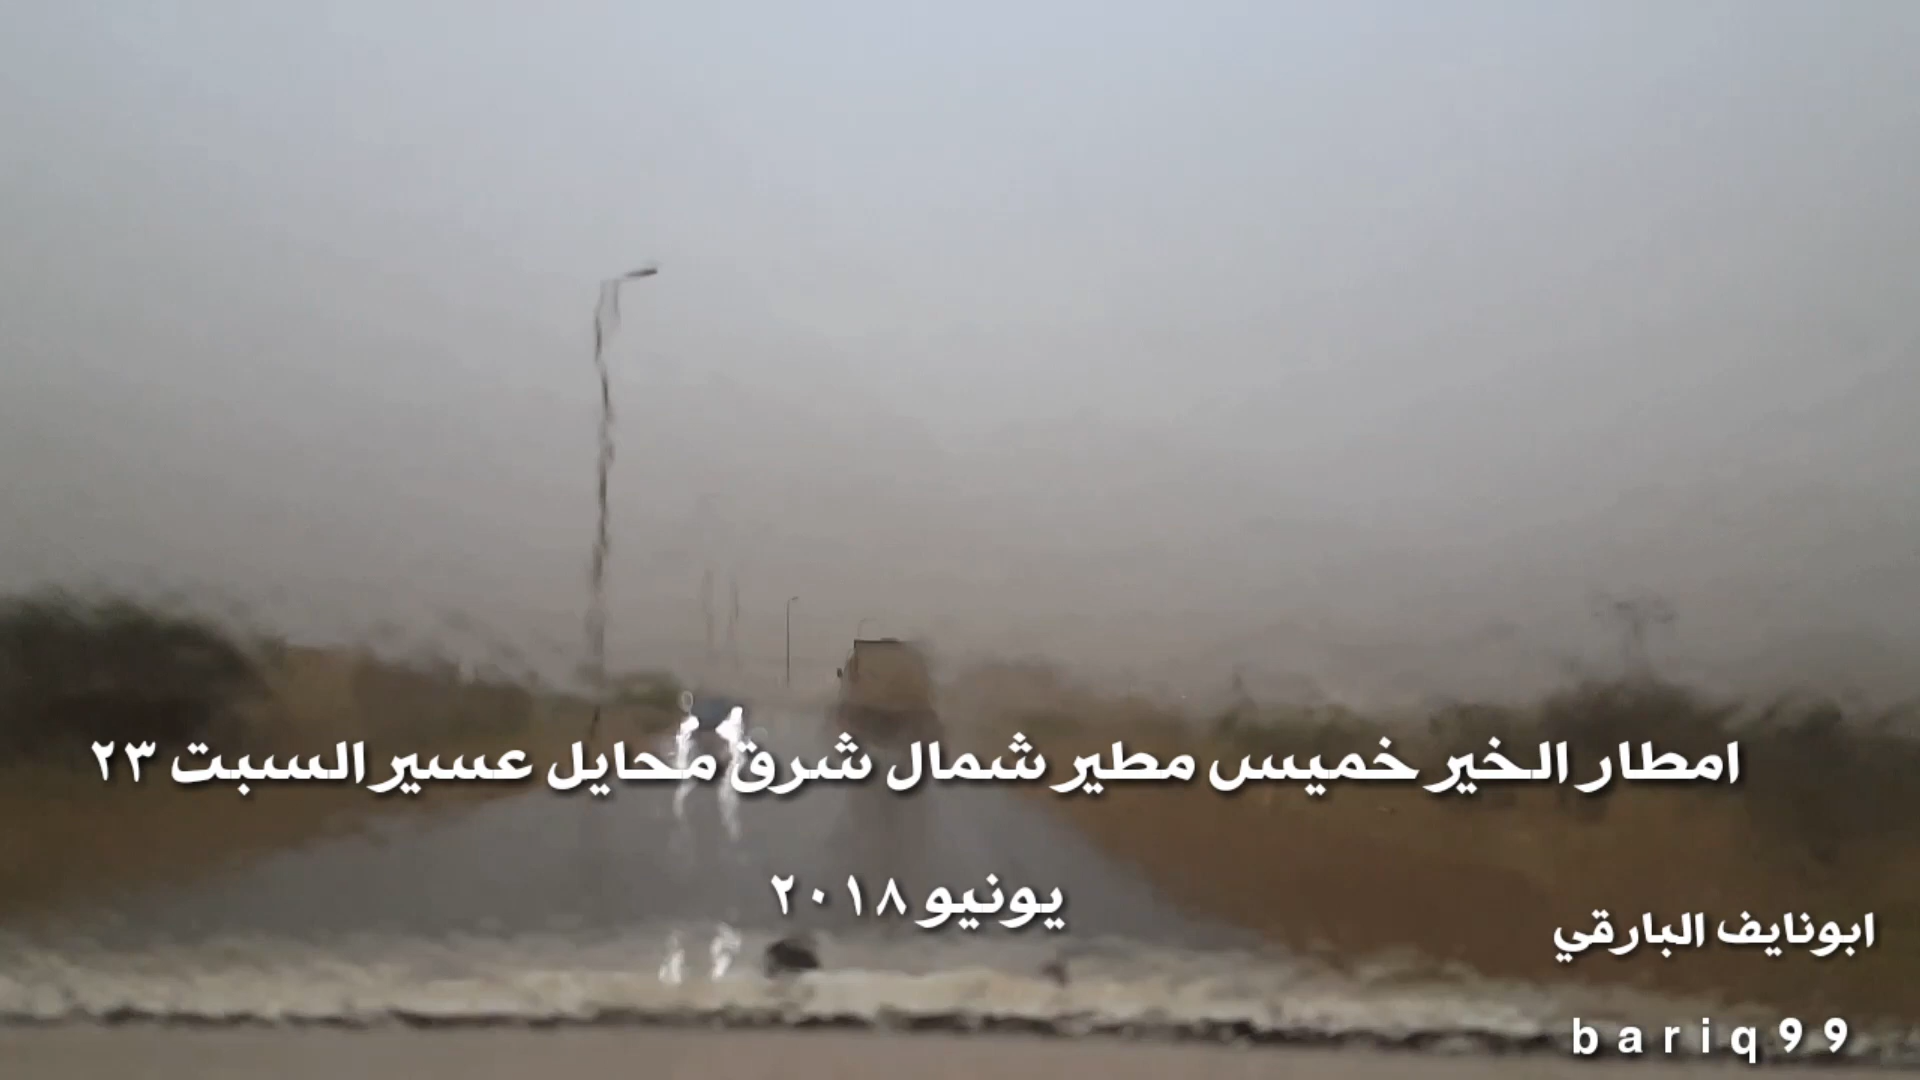 امطار الخير خميس مطير شمال شرق محايل عسير السبت ٢٣
يونيو ٢٠١٨
ابونايف البارقي
bariq99